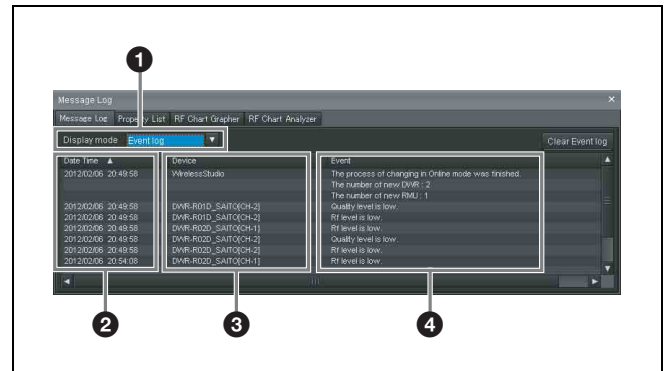 1
Message Log ×
Message Log Property List RF Chart Grapher RF Chart Analyzer
Display mode Event log Clear Event log
Date Time Device Event
2012/02/06 20:49:58 WirelessStudio The process of changing in Online mode was finished.
The number of new DWR : 2
The number of new RMU : 1
2012/02/06 20:49:58 DWR-R01D_SAITO[CH-2] Quality level is low.
2012/02/06 20:49:58 DWR-R01D_SAITO[CH-2] Rf level is low.
2012/02/06 20:49:58 DWR-R02D_SAITO[CH-1] Rf level is low.
2012/02/06 20:49:58 DWR-R02D_SAITO[CH-2] Quality level is low.
2012/02/06 20:49:58 DWR-R02D_SAITO[CH-2] Rf level is low.
2012/02/06 20:54:08 DWR-R02D_SAITO[CH-1] Rf level is low.
2 3 4